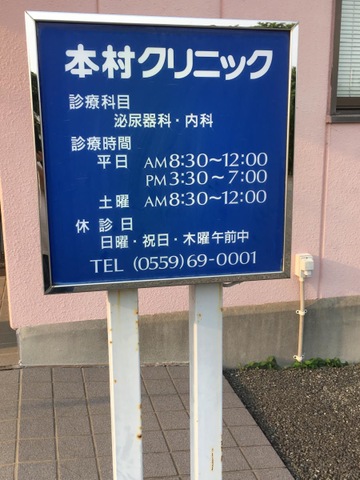 本村クリニック
診療科目
泌尿器科・内科
診療時間
平日 AM8:30~12:00
PM3:30~7:00
土曜 AM8:30~12:00
休診日
日曜・祝日・木曜午前中
TEL (0559)69-0001